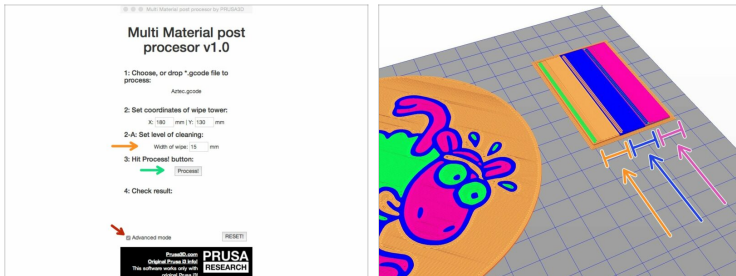 Multi Material post procesor by PRUSA3D
Multi Material post
procesor v1.0
1: Choose, or drop *.gcode file to
process:
Aztec.gcode
2: Set coordinates of wipe tower:
X: 180 mm | Y: 130 mm
2-A: Set level of cleaning:
Width of wipe: 15 mm
3: Hit Process! button:
Process!
4: Check result:
Advanced mode
RESET!
Prusa3D.com
Original Prusa i3 info!
This software works only with
original Prusa i3!
PRUSA
RESEARCH